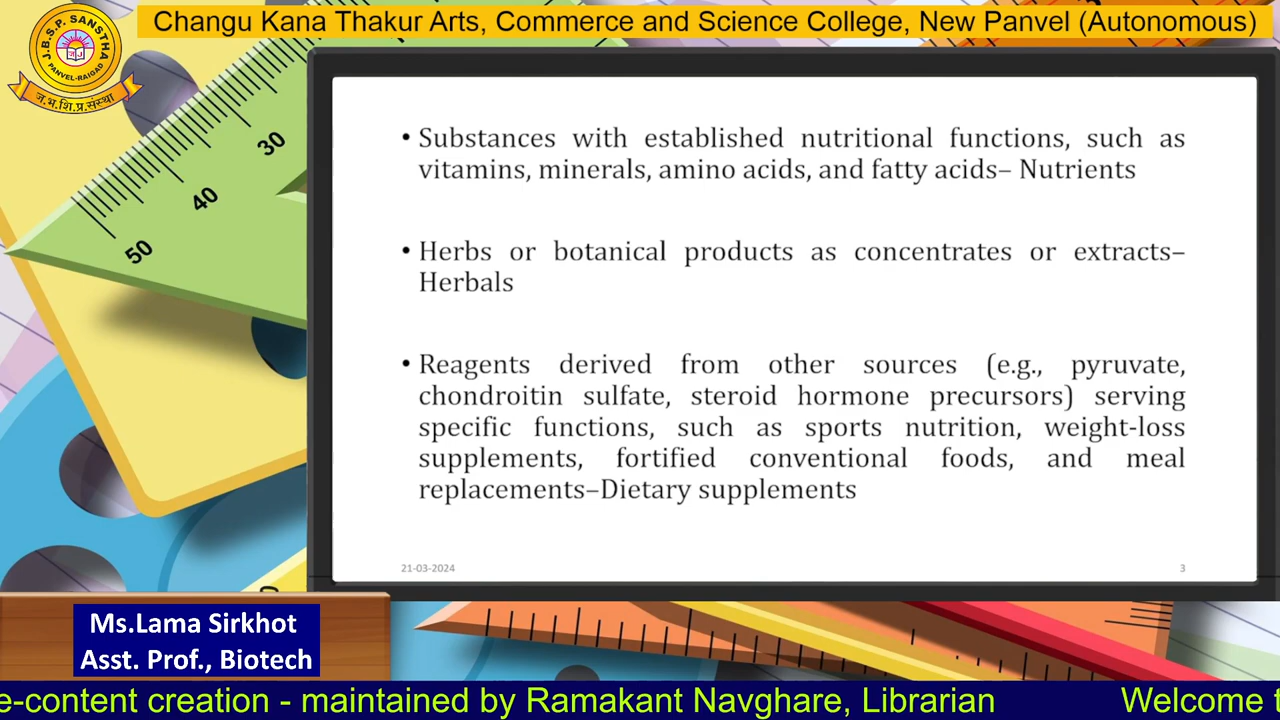 Changu Kana Thakur Arts, Commerce and Science College, New Panvel (Autonomous)
J.B.S.P. SANSTHA
PANVEL-RAIGAD
ज.भ.शि.प्र.संस्था
30
40
50
• Substances with established nutritional functions, such as
vitamins, minerals, amino acids, and fatty acids– Nutrients
• Herbs or botanical products as concentrates or extracts–
Herbals
• Reagents derived from other sources (e.g., pyruvate,
chondroitin sulfate, steroid hormone precursors) serving
specific functions, such as sports nutrition, weight-loss
supplements, fortified conventional foods, and meal
replacements–Dietary supplements
21-03-2024
3
Ms.Lama Sirkhot
Asst. Prof., Biotech
e-content creation - maintained by Ramakant Navghare, Librarian
Welcome t